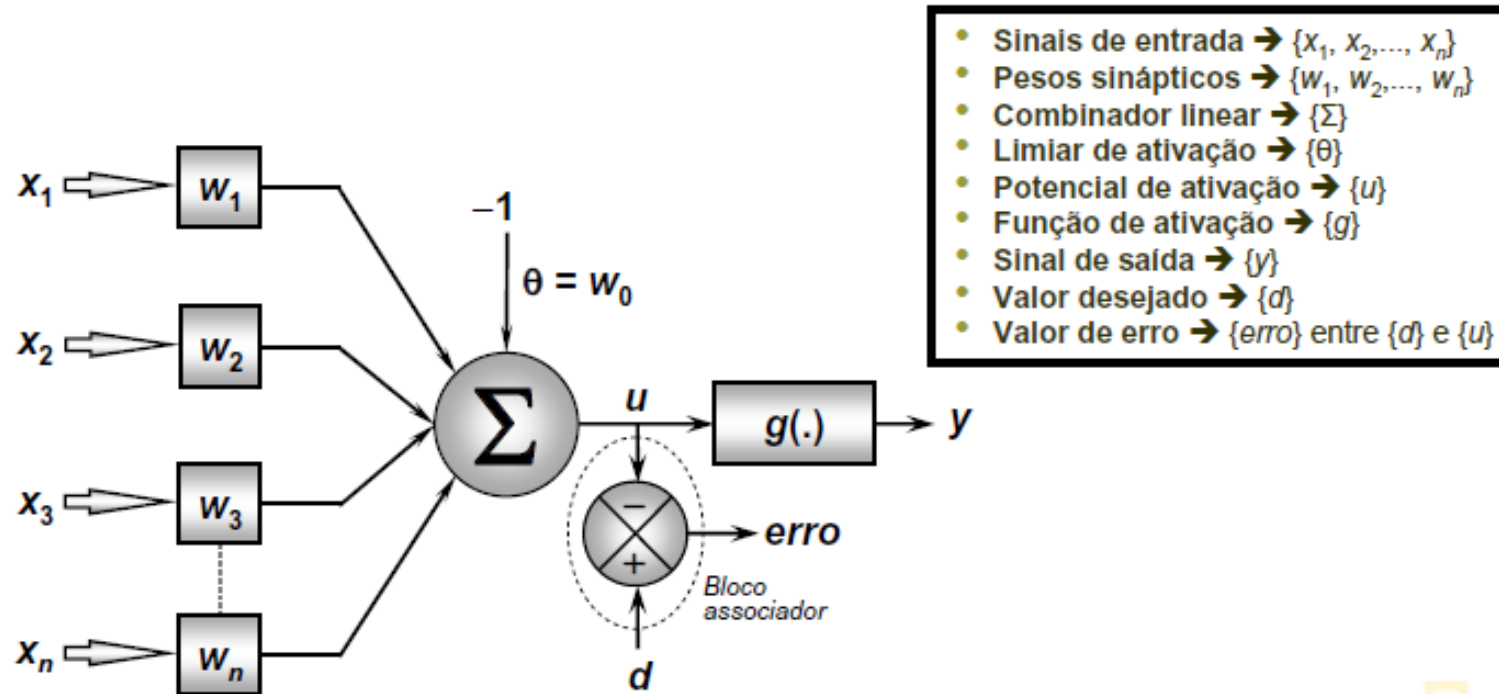 • Sinais de entrada ➔ {x₁, x₂,..., xₙ}
• Pesos sinápticos ➔ {w₁, w₂,..., wₙ}
• Combinador linear ➔ {Σ}
• Limiar de ativação ➔ {θ}
• Potencial de ativação ➔ {u}
• Função de ativação ➔ {g}
• Sinal de saída ➔ {y}
• Valor desejado ➔ {d}
• Valor de erro ➔ {erro} entre {d} e {u}
x₁
w₁
−1
θ = w₀
x₂
w₂
Σ
u
g(.)
y
x₃
w₃
−
+
erro
Bloco
associador
xₙ
wₙ
d